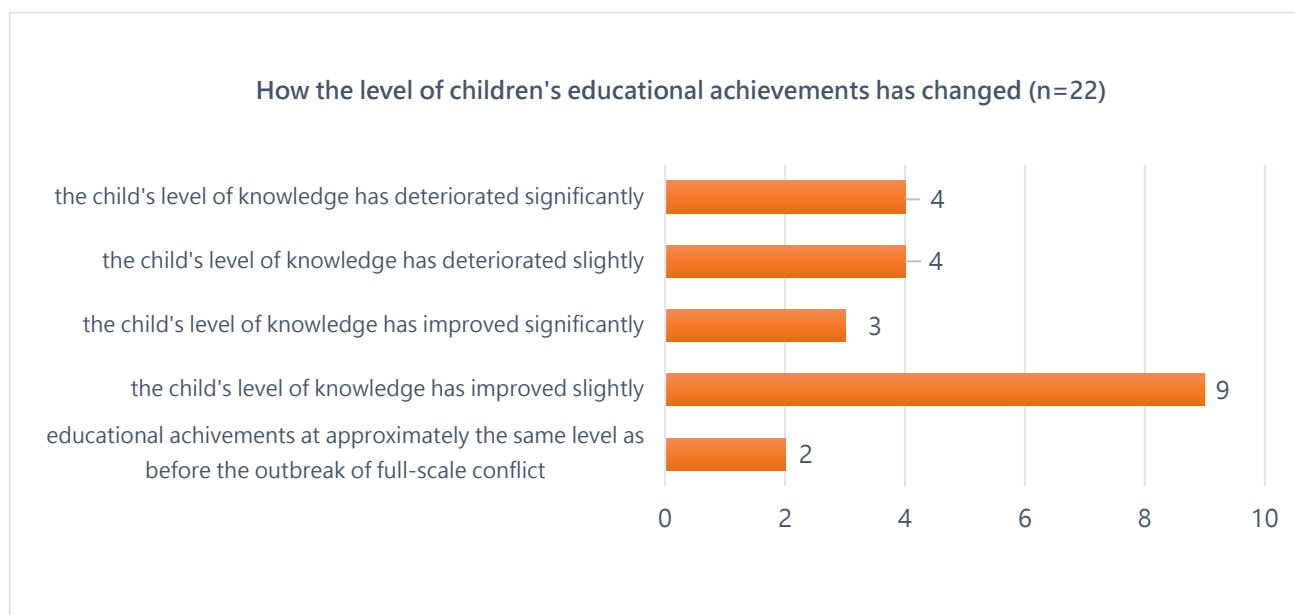 How the level of children's educational achievements has changed (n=22)
the child's level of knowledge has deteriorated significantly
4
the child's level of knowledge has deteriorated slightly
4
the child's level of knowledge has improved significantly
3
the child's level of knowledge has improved slightly
9
educational achivements at approximately the same level as
before the outbreak of full-scale conflict
2
0 2 4 6 8 10